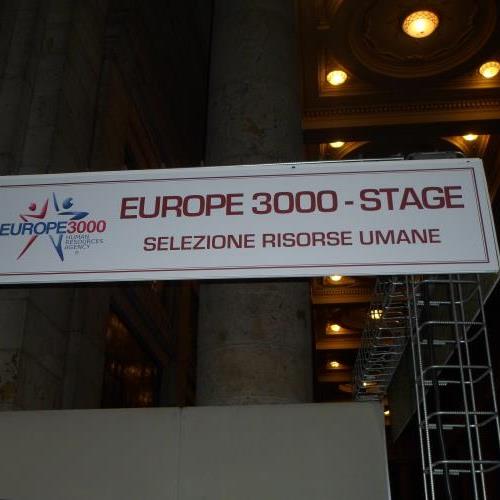 EUROPE3000
HUMAN
RESOURCES
AGENCY
EUROPE 3000 - STAGE
SELEZIONE RISORSE UMANE